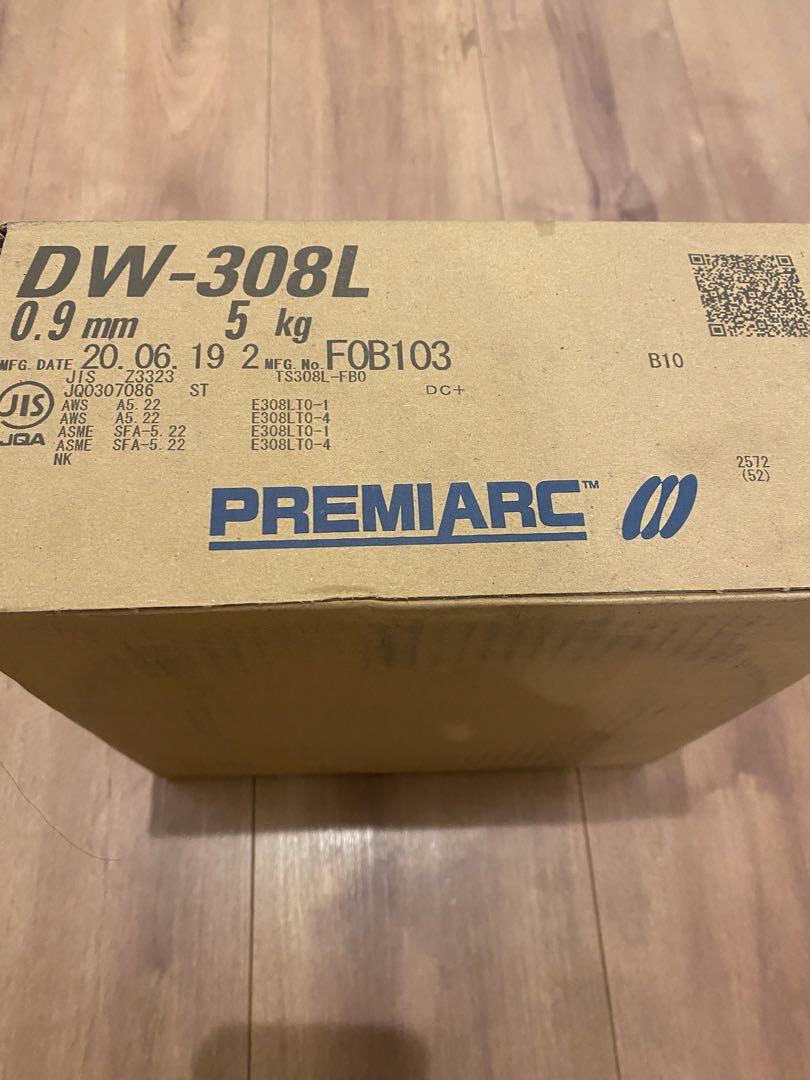 DW-308L
0.9 mm 5 kg
MFG. DATE 20.06.19 2 MFG. No. F0B103
B10
JIS Z3323 TS308L-FB0
JQ0307086 ST DC+
AWS A5.22 E308LT0-1
AWS A5.22 E308LT0-4
ASME SFA-5.22 E308LT0-1
ASME SFA-5.22 E308LT0-4
NK
JIS
JQA
2572
(52)
PREMIARC™